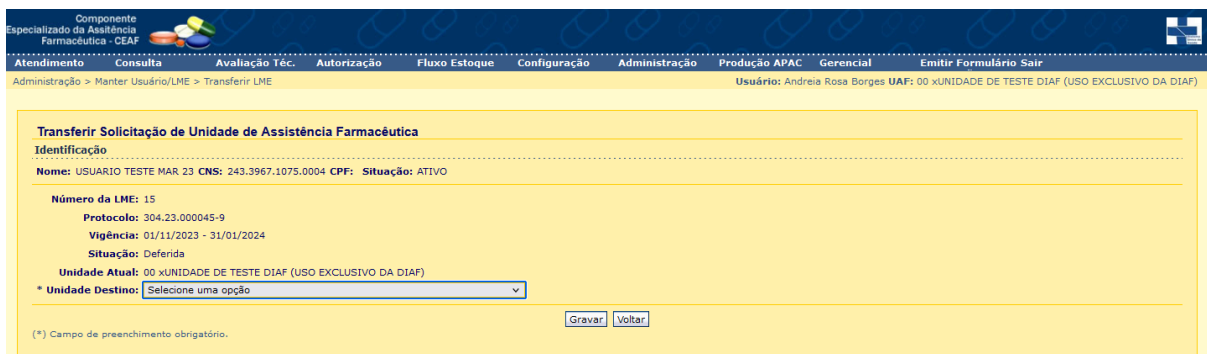 Componente
Especializado da Assitência
Farmacêutica - CEAF
Atendimento Consulta Avaliação Téc. Autorização Fluxo Estoque Configuração Administração Produção APAC Gerencial Emitir Formulário Sair
Administração > Manter Usuário/LME > Transferir LME Usuário: Andreia Rosa Borges UAF: 00 xUNIDADE DE TESTE DIAF (USO EXCLUSIVO DA DIAF)
Transferir Solicitação de Unidade de Assistência Farmacêutica
Identificação
Nome: USUARIO TESTE MAR 23 CNS: 243.3967.1075.0004 CPF: Situação: ATIVO
Número da LME: 15
Protocolo: 304.23.000045-9
Vigência: 01/11/2023 - 31/01/2024
Situação: Deferida
Unidade Atual: 00 xUNIDADE DE TESTE DIAF (USO EXCLUSIVO DA DIAF)
* Unidade Destino: Selecione uma opção
Gravar Voltar
(*) Campo de preenchimento obrigatório.